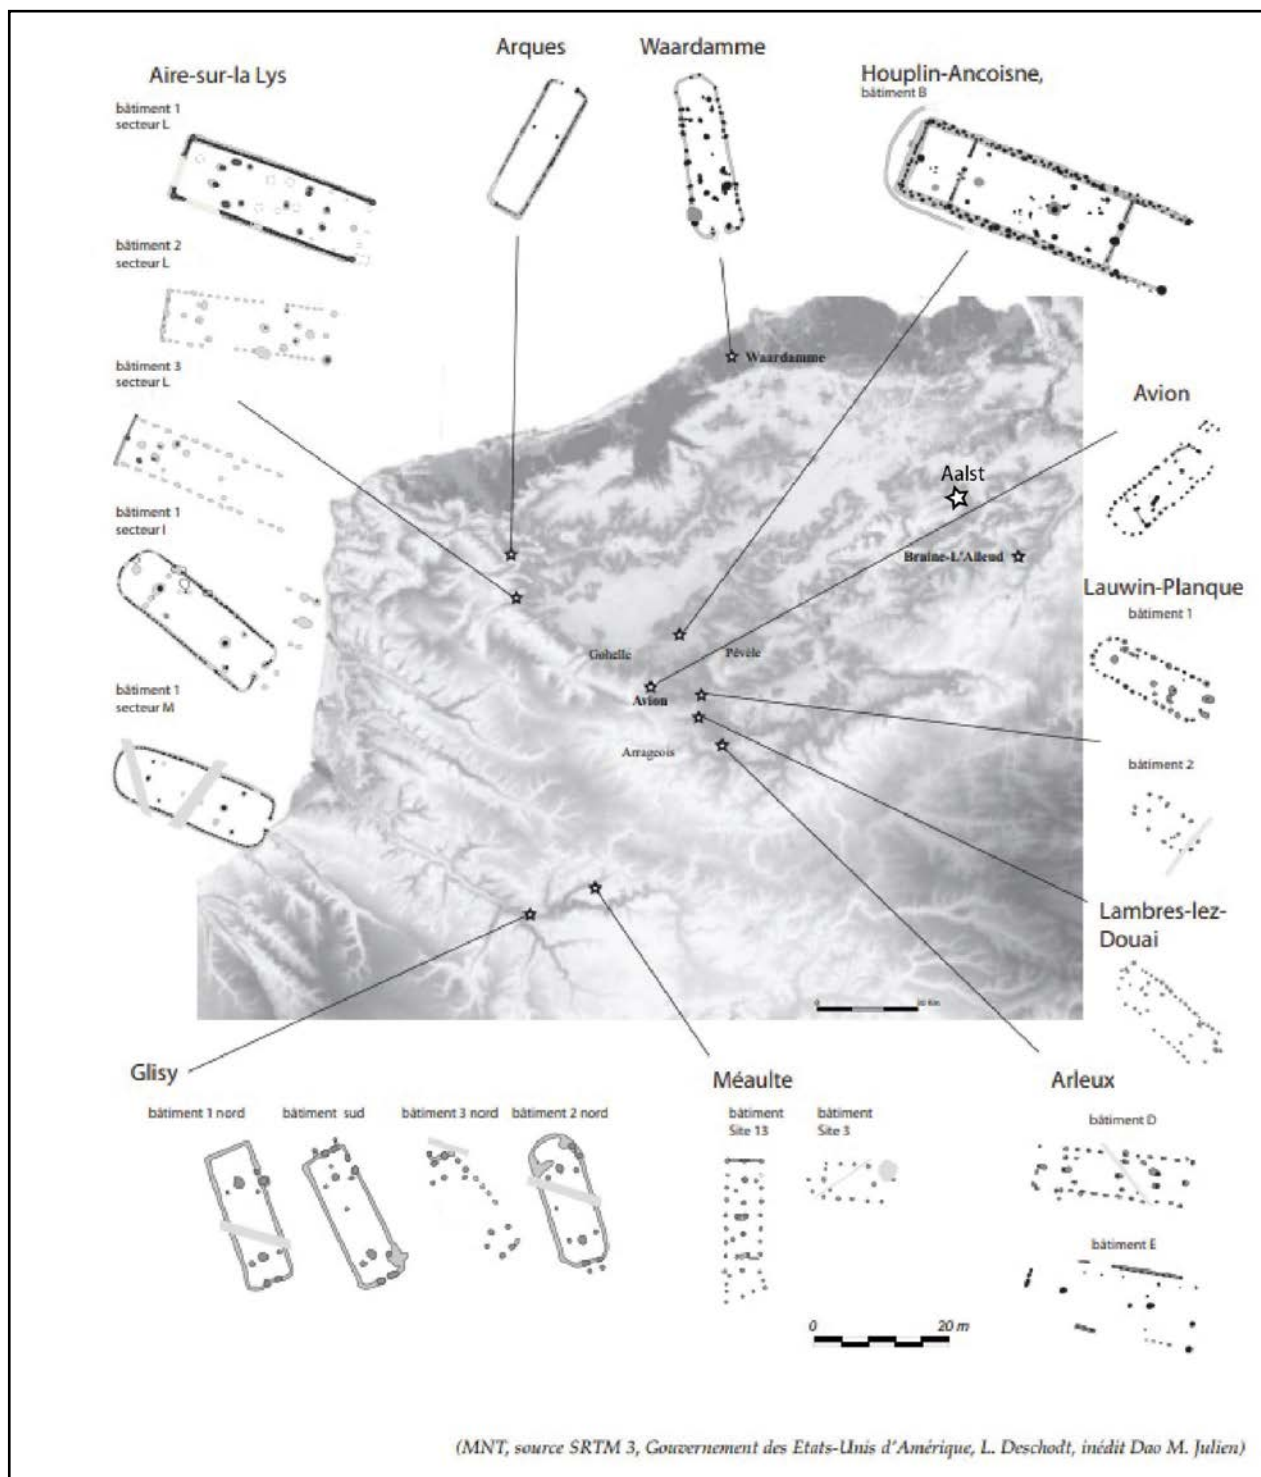 Arques
Waardamme
Aire-sur-la Lys
Houplin-Ancoisne,
bâtiment B
bâtiment 1
secteur L
bâtiment 2
secteur L
bâtiment 3
secteur L
bâtiment 1
secteur I
bâtiment 1
secteur M
Waardamme
Aalst
Braine-L'Alleud
Gohelle
Pévèle
Avion
Arrageois
Avion
Lauwin-Planque
bâtiment 1
bâtiment 2
Lambres-lez-
Douai
0
Glisy
bâtiment 1 nord
bâtiment sud
bâtiment 3 nord
bâtiment 2 nord
Méaulte
bâtiment
Site 13
bâtiment
Site 3
0 20 m
Arleux
bâtiment D
bâtiment E
(MNT, source SRTM 3, Gouvernement des Etats-Unis d'Amérique, L. Deschodt, inédit Dao M. Julien)